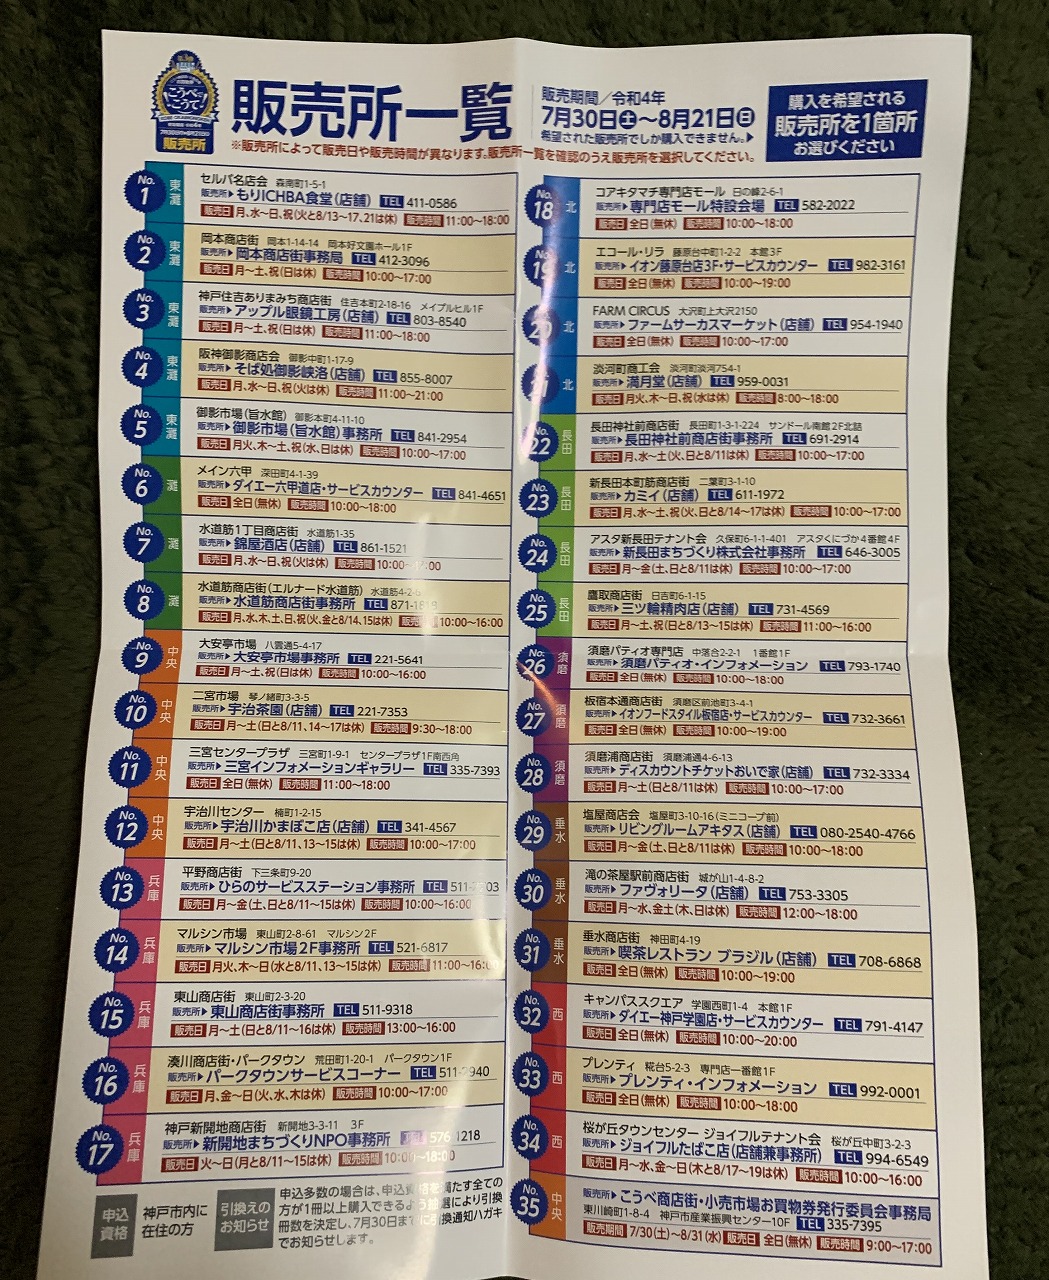 こうべで
こうて!
販売所
販売所一覧
販売期間／令和4年
7月30日土〜8月21日日
希望された販売所でしか購入できません。▶
購入を希望される
販売所を1箇所
お選びください
※販売所によって販売日や販売時間が異なります。販売所一覧を確認のうえ販売所を選択してください。
No. 1 東灘
セルバ名店会 森南町1-5-1
販売所▶もりICHBA食堂(店舗) TEL 411-0586
販売日 月、水〜日、祝(火と8/13〜17、21は休) 販売時間 11:00〜18:00
No. 2 東灘
岡本商店街 岡本1-14-14 岡本好文園ホール1F
販売所▶岡本商店街事務局 TEL 412-3096
販売日 月〜土、祝(日は休) 販売時間 10:00〜17:00
No. 3 東灘
神戸住吉ありまみち商店街 住吉本町2-18-16 メイプルヒル1F
販売所▶アップル眼鏡工房(店舗) TEL 803-8540
販売日 月〜土、祝(日は休) 販売時間 11:00〜18:00
No. 4 東灘
阪神御影商店会 御影中町1-17-9
販売所▶そば処御影峡洛(店舗) TEL 855-8007
販売日 月、水〜日、祝(火は休) 販売時間 11:00〜21:00
No. 5 東灘
御影市場(旨水館) 御影本町4-11-10
販売所▶御影市場(旨水館)事務所 TEL 841-2954
販売日 月火、木〜土、祝(水、日は休) 販売時間 10:00〜17:00
No. 6 灘
メイン六甲 深田町4-1-39
販売所▶ダイエー六甲道店・サービスカウンター TEL 841-4651
販売日 全日(無休) 販売時間 10:00〜18:00
No. 7 灘
水道筋1丁目商店街 水道筋1-35
販売所▶錦屋酒店(店舗) TEL 861-1521
販売日 月、水〜日、祝(火は休) 販売時間 10:00〜
No. 8 灘
水道筋商店街(エルナード水道筋) 水道筋4-2-
販売所▶水道筋商店街事務所 TEL 871-
販売日 月、水、木、土、日、祝(火、金と8/14、15は休) 販売時間 10:00〜16:00
No. 9 中央
大安亭市場 八雲通5-4-17
販売所▶大安亭市場事務所 TEL 221-5641
販売日 月〜土、祝(日は休) 販売時間 10:00〜16:00
No. 10 中央
二宮市場 琴ノ緒町3-3-5
販売所▶宇治茶園(店舗) TEL 221-7353
販売日 月〜土(日と8/11、14〜17は休) 販売時間 9:30〜18:00
No. 11 中央
三宮センタープラザ 三宮町1-9-1 センタープラザ1F南西角
販売所▶三宮インフォメーションギャラリー TEL 335-7393
販売日 全日(無休) 販売時間 11:00〜18:00
No. 12 中央
宇治川センター 楠町1-2-15
販売所▶宇治川かまぼこ店(店舗) TEL 341-4567
販売日 月〜土(日と8/11、13〜15は休) 販売時間 10:00〜17:00
No. 13 兵庫
平野商店街 下三条町9-20
販売所▶ひらのサービスステーション事務所 TEL 511-
販売日 月〜金(土、日と8/11〜15は休) 販売時間 10:00〜16:00
No. 14 兵庫
マルシン市場 東山町2-8-61 マルシン2F
販売所▶マルシン市場2F事務所 TEL 521-6817
販売日 月火、木〜日(水と8/11、13〜15は休) 販売時間 11:00〜16:00
No. 15 兵庫
東山商店街 東山町2-3-20
販売所▶東山商店街事務所 TEL 511-9318
販売日 月〜土(日と8/11〜16は休) 販売時間 13:00〜16:00
No. 16 兵庫
湊川商店街・パークタウン 荒田町1-20-1 パークタウン1F
販売所▶パークタウンサービスコーナー TEL 511-2940
販売日 月、金〜日(火、水、木は休) 販売時間 10:00〜17:00
No. 17 兵庫
神戸新開地商店街 新開地3-3-11 3F
販売所▶新開地まちづくりNPO事務所 TEL 576-1218
販売日 火〜日(月と8/11〜15は休) 販売時間 10:00〜18:00
申込資格
神戸市内に
在住の方
引換えの
お知らせ
申込多数の場合は、申込資格を満たす全ての
方が1冊以上購入できるよう抽選により引換
冊数を決定し、7月30日までに引換通知ハガキ
でお知らせします。
No. 18 北
コアキタマチ専門店モール 日の峰2-6-1
販売所▶専門店モール特設会場 TEL 582-2022
販売日 全日(無休) 販売時間 10:00〜18:00
No. 19 北
エコール・リラ 藤原台中町1-2-2 本館3F
販売所▶イオン藤原台店3F・サービスカウンター TEL 982-3161
販売日 全日(無休) 販売時間 10:00〜19:00
No. 20 北
FARM CIRCUS 大沢町上大沢2150
販売所▶ファームサーカスマーケット(店舗) TEL 954-1940
販売日 全日(無休) 販売時間 10:00〜17:00
No. 21 北
淡河町商工会 淡河町淡河754-1
販売所▶満月堂(店舗) TEL 959-0031
販売日 月火、木〜日、祝(水は休) 販売時間 8:00〜18:00
No. 22 長田
長田神社前商店街 長田町1-3-1-224 サンドール南館2F北詰
販売所▶長田神社前商店街事務所 TEL 691-2914
販売日 月、水〜土(火、日と8/11は休) 販売時間 10:00〜17:00
No. 23 長田
新長田本町筋商店街 二葉町3-1-10
販売所▶カミイ(店舗) TEL 611-1972
販売日 月、水〜土、祝(火、日と8/14〜17は休) 販売時間 10:00〜17:00
No. 24 長田
アスタ新長田テナント会 久保町6-1-1-401 アスタくにづか4番館4F
販売所▶新長田まちづくり株式会社事務所 TEL 646-3005
販売日 月〜金(土、日と8/11は休) 販売時間 10:00〜17:00
No. 25 長田
鷹取商店街 日吉町6-1-15
販売所▶三ツ輪精肉店(店舗) TEL 731-4569
販売日 月〜土、祝(日と8/13〜15は休) 販売時間 11:00〜16:00
No. 26 須磨
須磨パティオ専門店 中落合2-2-1 1番館1F
販売所▶須磨パティオ・インフォメーション TEL 793-1740
販売日 全日(無休) 販売時間 10:00〜18:00
No. 27 須磨
板宿本通商店街 須磨区前池町3-4-1
販売所▶イオンフードスタイル板宿店・サービスカウンター TEL 732-3661
販売日 全日(無休) 販売時間 10:00〜19:00
No. 28 須磨
須磨浦商店街 須磨浦通4-6-13
販売所▶ディスカウントチケットおいで家(店舗) TEL 732-3334
販売日 月〜土(日と8/11は休) 販売時間 10:00〜17:00
No. 29 垂水
塩屋商店会 塩屋町3-10-16(ミニコープ前)
販売所▶リビングルームアキタス(店舗) TEL 080-2540-4766
販売日 月〜金(土、日と8/11は休) 販売時間 10:00〜18:00
No. 30 垂水
滝の茶屋駅前商店街 城が山1-4-8-2
販売所▶ファヴォリータ(店舗) TEL 753-3305
販売日 月〜水、金土(木、日は休) 販売時間 12:00〜18:00
No. 31 垂水
垂水商店街 神田町4-19
販売所▶喫茶レストラン ブラジル(店舗) TEL 708-6868
販売日 全日(無休) 販売時間 10:00〜19:00
No. 32 西
キャンパススクエア 学園西町1-4 本館1F
販売所▶ダイエー神戸学園店・サービスカウンター TEL 791-4147
販売日 全日(無休) 販売時間 10:00〜20:00
No. 33 西
プレンティ 糀台5-2-3 専門店一番館1F
販売所▶プレンティ・インフォメーション TEL 992-0001
販売日 全日(無休) 販売時間 10:00〜18:00
No. 34 西
桜が丘タウンセンター ジョイフルテナント会 桜が丘中町3-2-3
販売所▶ジョイフルたばこ店(店舗兼事務所) TEL 994-6549
販売日 月〜水、金〜日(木と8/17〜19は休) 販売時間 10:00〜16:00
No. 35 中央
販売所▶こうべ商店街・小売市場お買物券発行委員会事務局
東川崎町1-8-4 神戸市産業振興センター10F TEL 335-7395
販売期間 7/30(土)〜8/31(水) 販売日 全日(無休) 販売時間 9:00〜17:00